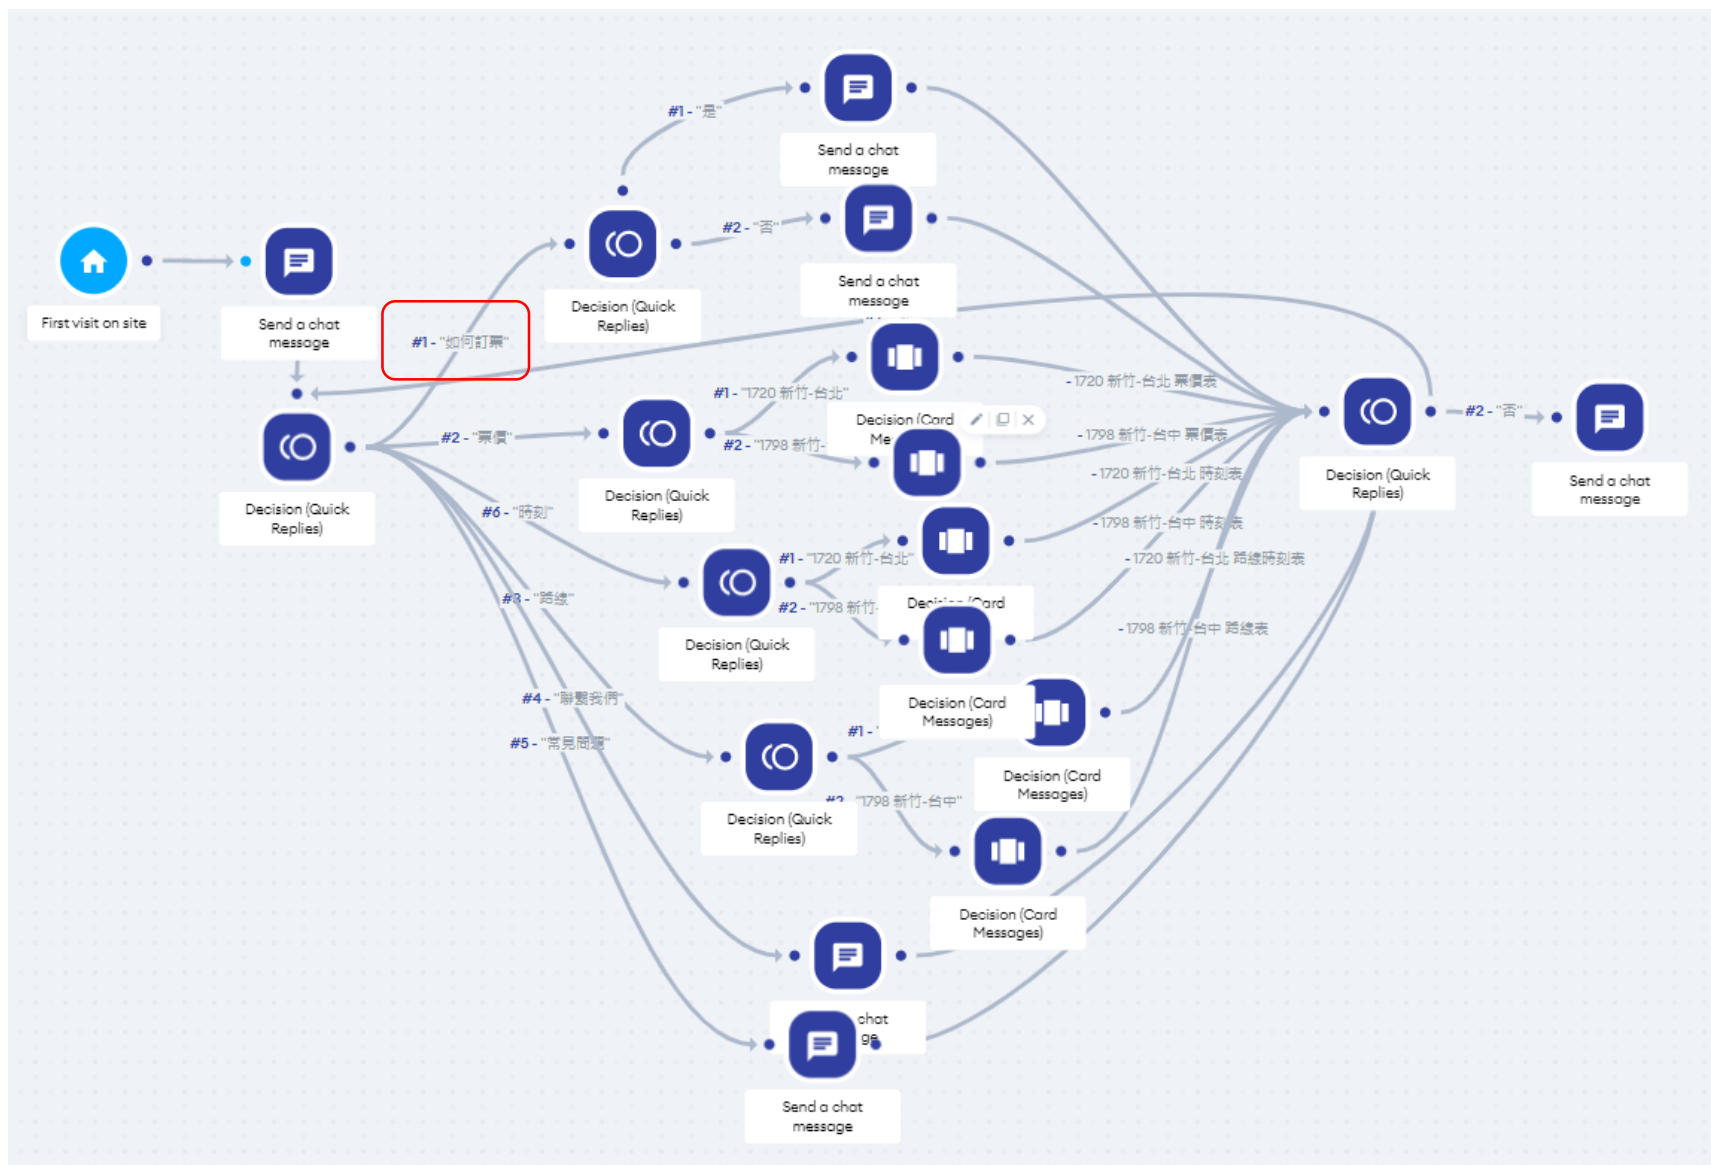 #1 - "是"
Send a chat
message
#2 - "否"
First visit on site
Send a chat
message
Decision (Quick
Replies)
Send a chat
message
#1 - "如何訂票"
#1 - "1720 新竹-台北"
- 1720 新竹-台北 票價表
Decision (Card
#2 - "票價"
#2 - "1798 新竹-
- 1798 新竹-台中 票價表
#2 - "否"
- 1720 新竹-台北 時刻表
Decision (Quick
Replies)
Send a chat
message
Decision (Quick
Replies)
Decision (Quick
Replies)
#6 - "時刻"
- 1798 新竹-台中 時刻表
#1 - "1720 新竹-台北"
- 1720 新竹-台北 路線時刻表
#3 - "路線"
#2 - "1798 新竹-
Decision (Card
- 1798 新竹-台中 路線表
Decision (Quick
Replies)
#4 - "聯繫我們"
Decision (Card
Messages)
#5 - "常見問題"
#1 - "
Decision (Card
Messages)
#2 "1798 新竹-台中"
Decision (Quick
Replies)
Decision (Card
Messages)
chat
ge
Send a chat
message